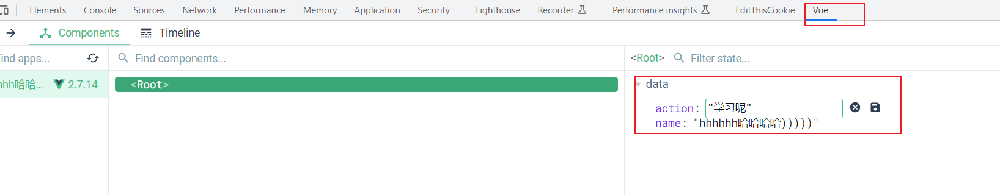 Elements Console Sources Network Performance Memory Application Security Lighthouse Recorder Performance insights EditThisCookie Vue
Components Timeline
ind apps... Find components... <Root> Filter state...
hh哈哈... 2.7.14 <Root> data
action: "学习呢"
name: "hhhhhh哈哈哈哈)))))"